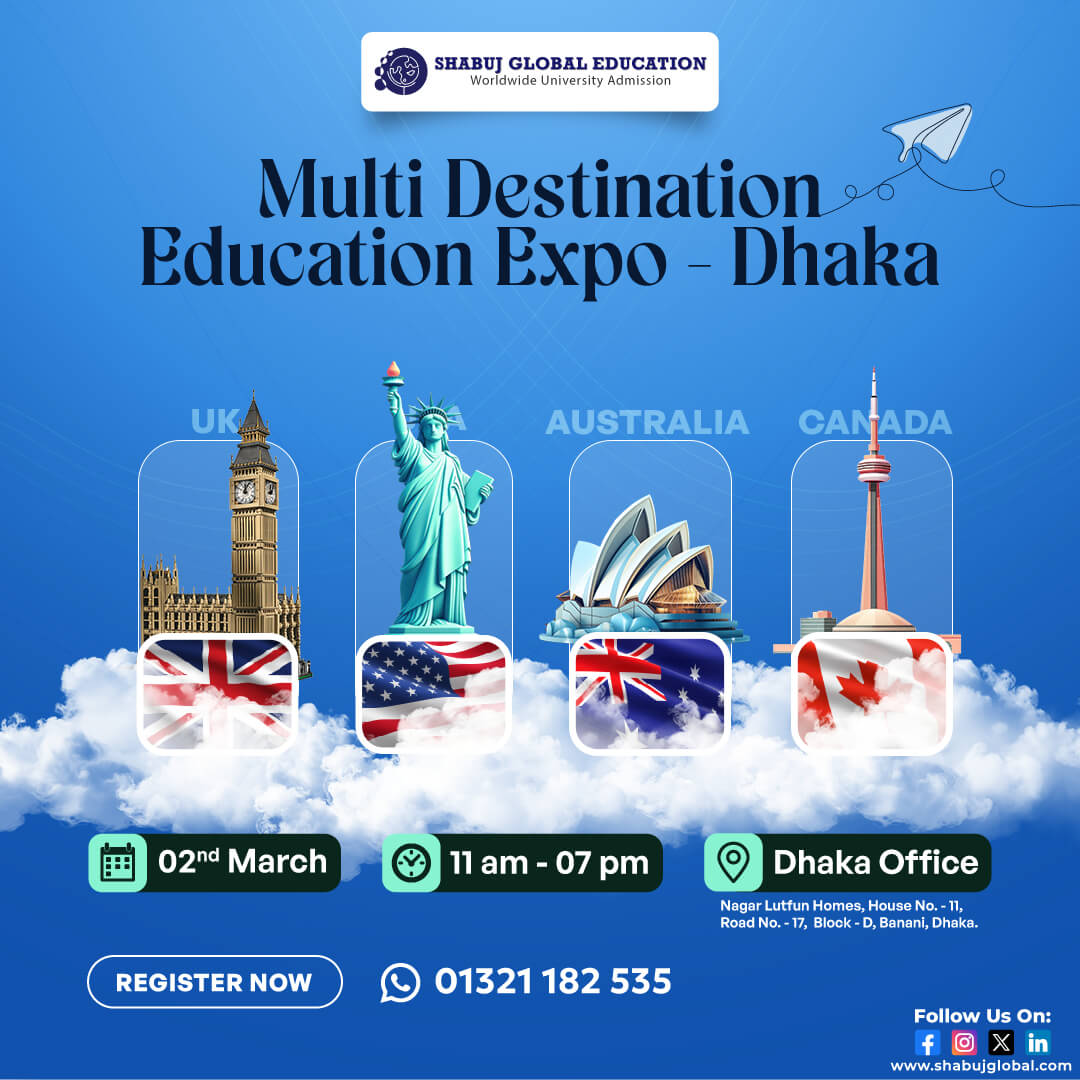 SHABUJ GLOBAL EDUCATION
Worldwide University Admission
Multi Destination
Education Expo - Dhaka
UK
A
AUSTRALIA
CANADA
02nd March
11 am - 07 pm
Dhaka Office
Nagar Lutfun Homes, House No. - 11,
Road No. - 17, Block - D, Banani, Dhaka.
REGISTER NOW
01321 182 535
Follow Us On:
www.shabujglobal.com